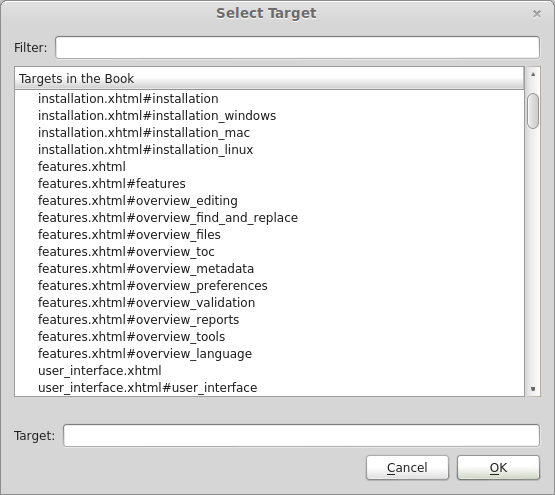 Select Target
Filter:
Targets in the Book
installation.xhtml#installation
installation.xhtml#installation_windows
installation.xhtml#installation_mac
installation.xhtml#installation_linux
features.xhtml
features.xhtml#features
features.xhtml#overview_editing
features.xhtml#overview_find_and_replace
features.xhtml#overview_files
features.xhtml#overview_toc
features.xhtml#overview_metadata
features.xhtml#overview_preferences
features.xhtml#overview_validation
features.xhtml#overview_reports
features.xhtml#overview_tools
features.xhtml#overview_language
user_interface.xhtml
user_interface.xhtml#user_interface
Target:
Cancel OK